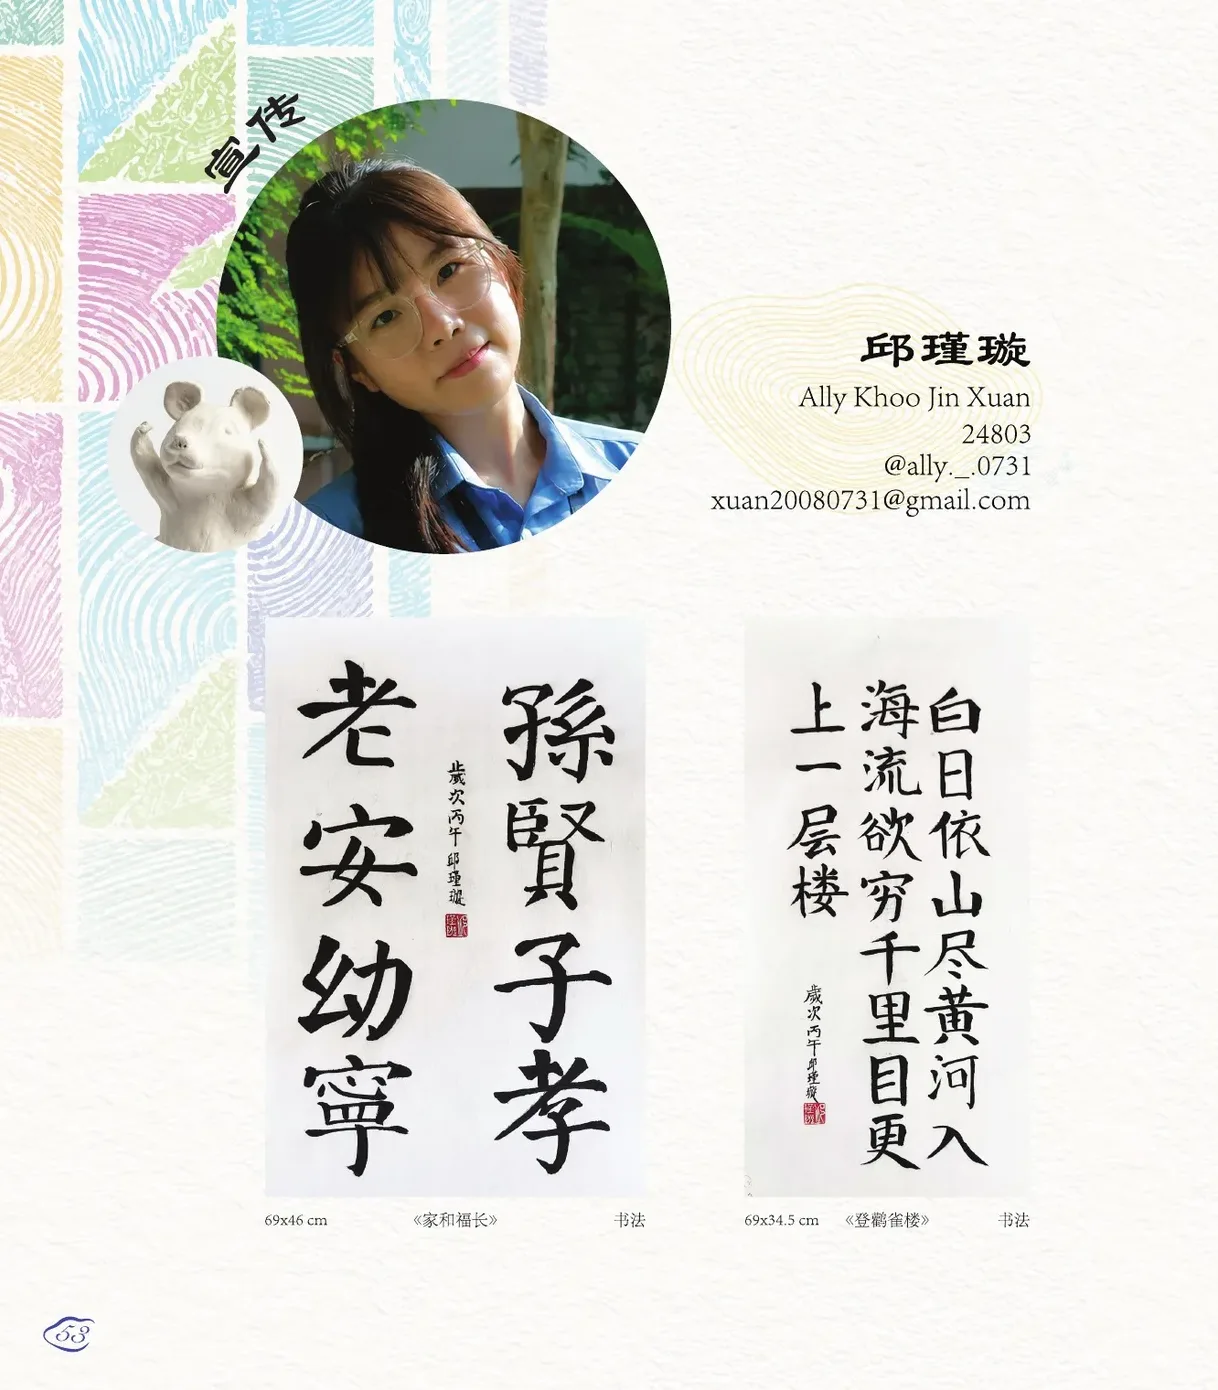 宣传
邱瑾璇
Ally Khoo Jin Xuan
24803
@ally._.0731
xuan20080731@gmail.com
孫賢子孝
老安幼寧
歲次丙午邱瑾璇
69x46 cm 《家和福长》 书法
白日依山尽黄河入
海流欲穷千里目更
上一层楼
歲次丙午邱瑾璇
69x34.5 cm 《登鹳雀楼》 书法
53